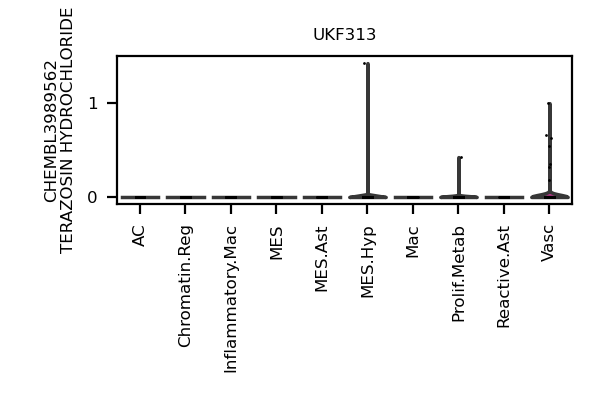 UKF313
CHEMBL3989562
TERAZOSIN HYDROCHLORIDE
1
0
AC
Chromatin.Reg
Inflammatory.Mac
MES
MES.Ast
MES.Hyp
Mac
Prolif.Metab
Reactive.Ast
Vasc